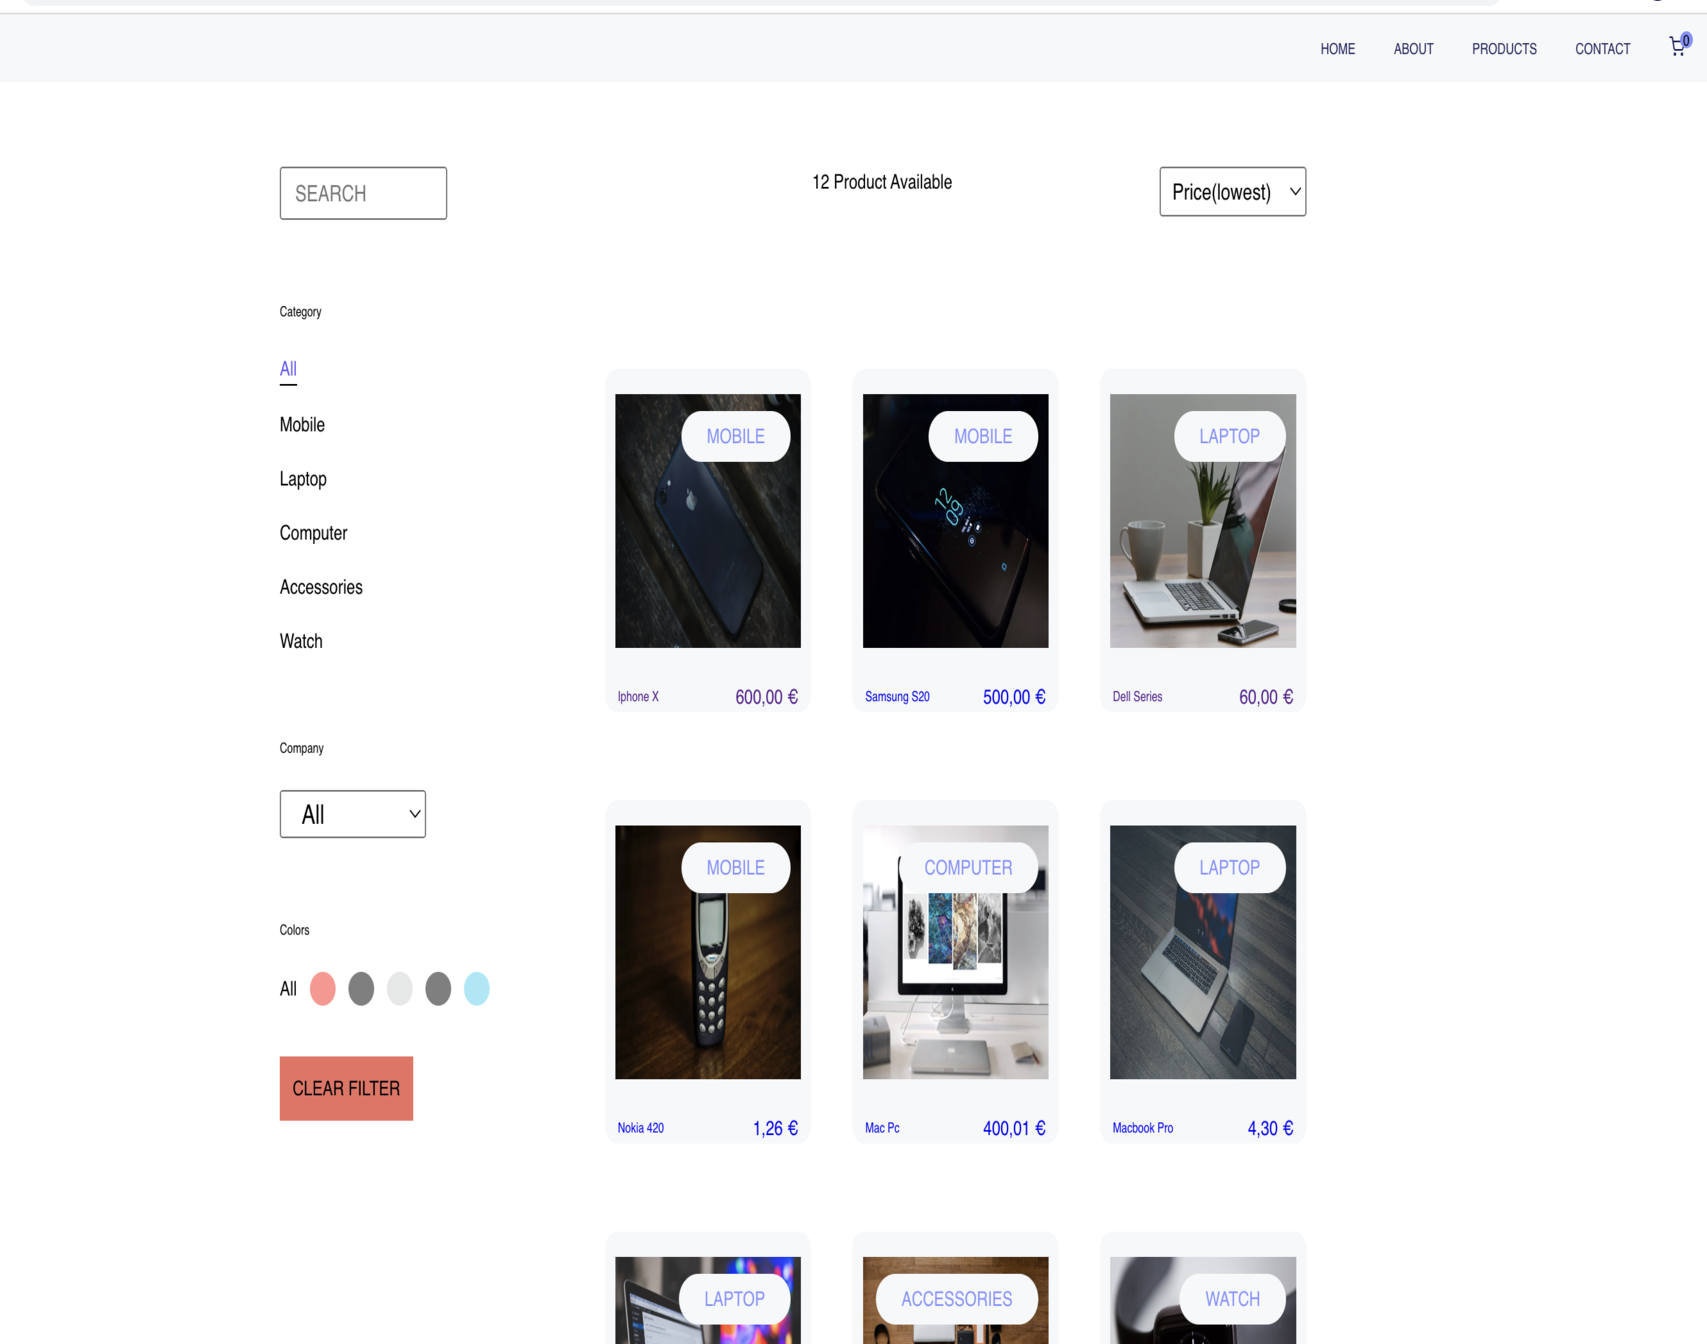 HOME ABOUT PRODUCTS CONTACT 0
SEARCH
12 Product Available
Price(lowest)
Category
All
Mobile
Laptop
Computer
Accessories
Watch
Company
All
Colors
All
CLEAR FILTER
MOBILE
Iphone X 600,00 €
MOBILE
12
09
Samsung S20 500,00 €
LAPTOP
Dell Series 60,00 €
MOBILE
Nokia 420 1,26 €
COMPUTER
Mac Pc 400,01 €
LAPTOP
Macbook Pro 4,30 €
LAPTOP
ACCESSORIES
WATCH